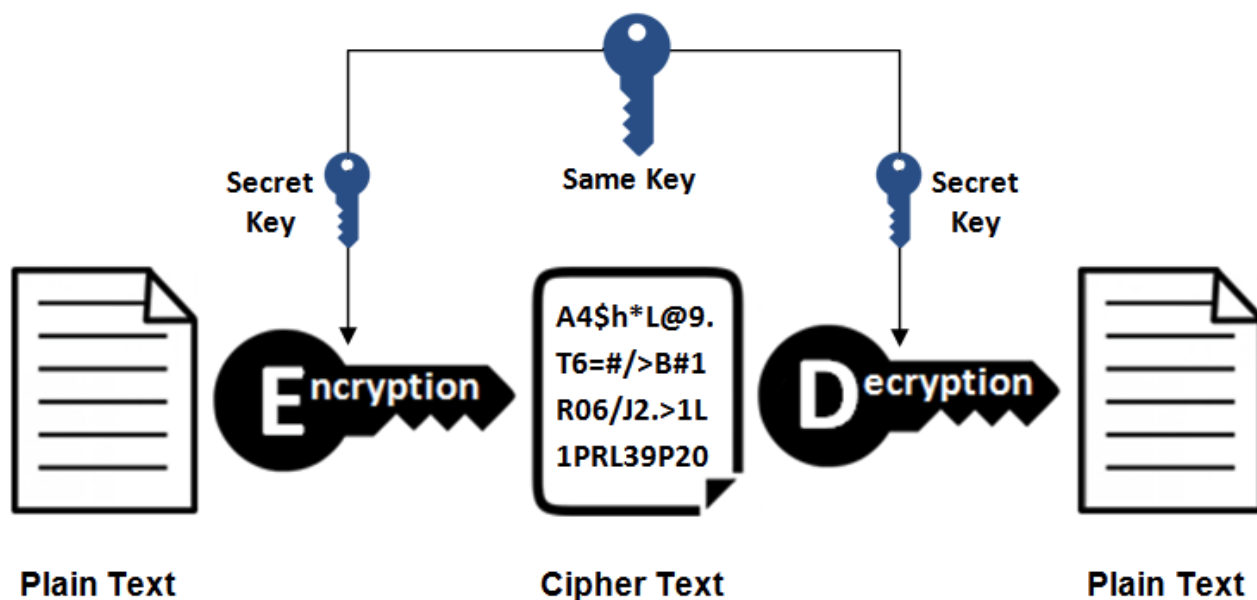 Same Key
Secret
Key
Secret
Key
Encryption
A4$h*L@9.
T6=#/>B#1
R06/J2.>1L
1PRL39P20
Decryption
Plain Text
Cipher Text
Plain Text